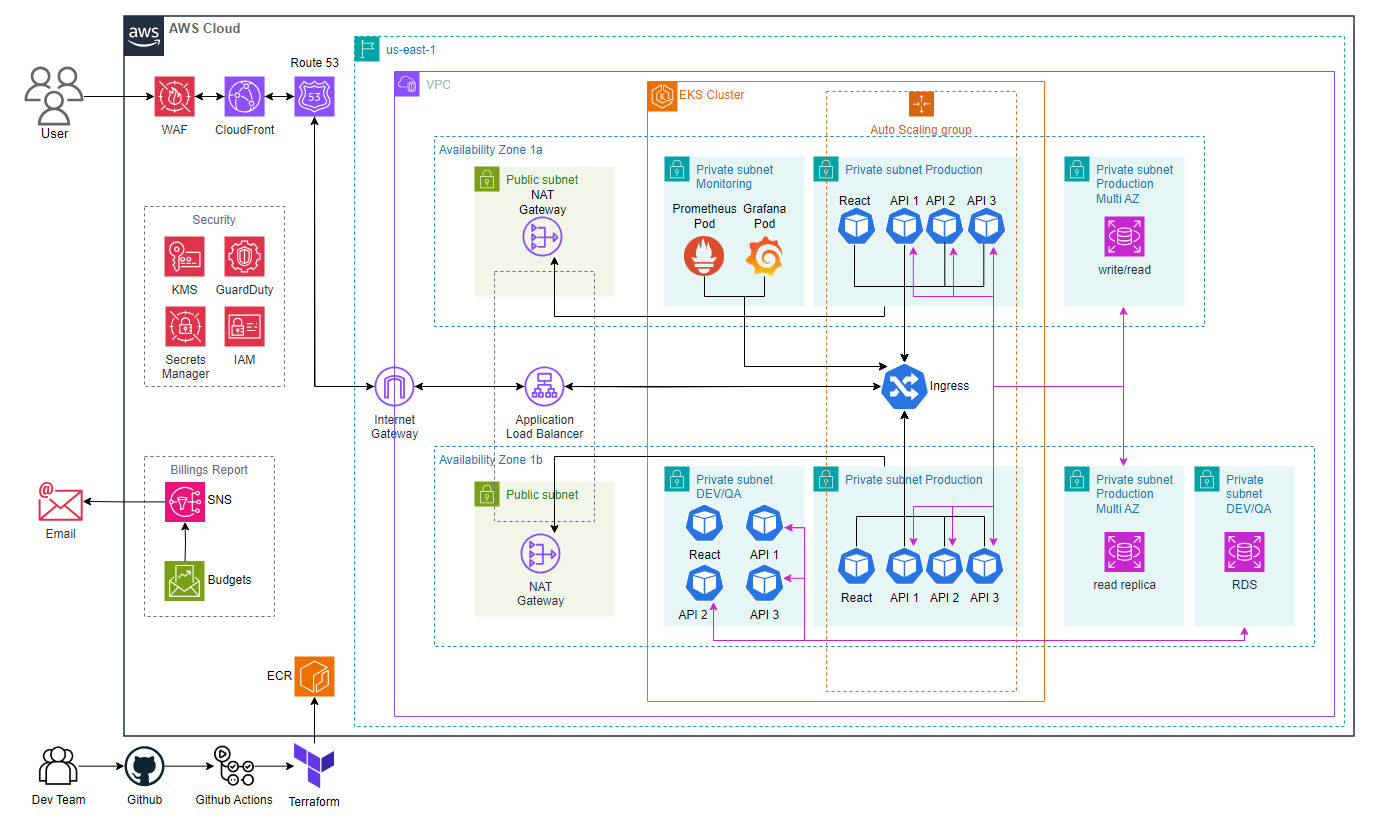 aws
AWS Cloud
us-east-1
Route 53
53
VPC
EKS Cluster
User
WAF
CloudFront
Auto Scaling group
Availability Zone 1a
Public subnet
NAT
Gateway
Private subnet
Monitoring
Prometheus
Pod
Grafana
Pod
Private subnet Production
React
API 1
API 2
API 3
Private subnet
Production
Multi AZ
write/read
Security
KMS
GuardDuty
Secrets
Manager
IAM
Internet
Gateway
Application
Load Balancer
Ingress
Billings Report
SNS
Email
Budgets
Availability Zone 1b
Public subnet
NAT
Gateway
Private subnet
DEV/QA
React
API 1
API 2
API 3
Private subnet Production
React
API 1
API 2
API 3
Private subnet
Production
Multi AZ
read replica
Private
subnet
DEV/QA
RDS
ECR
Dev Team
Github
Github Actions
Terraform